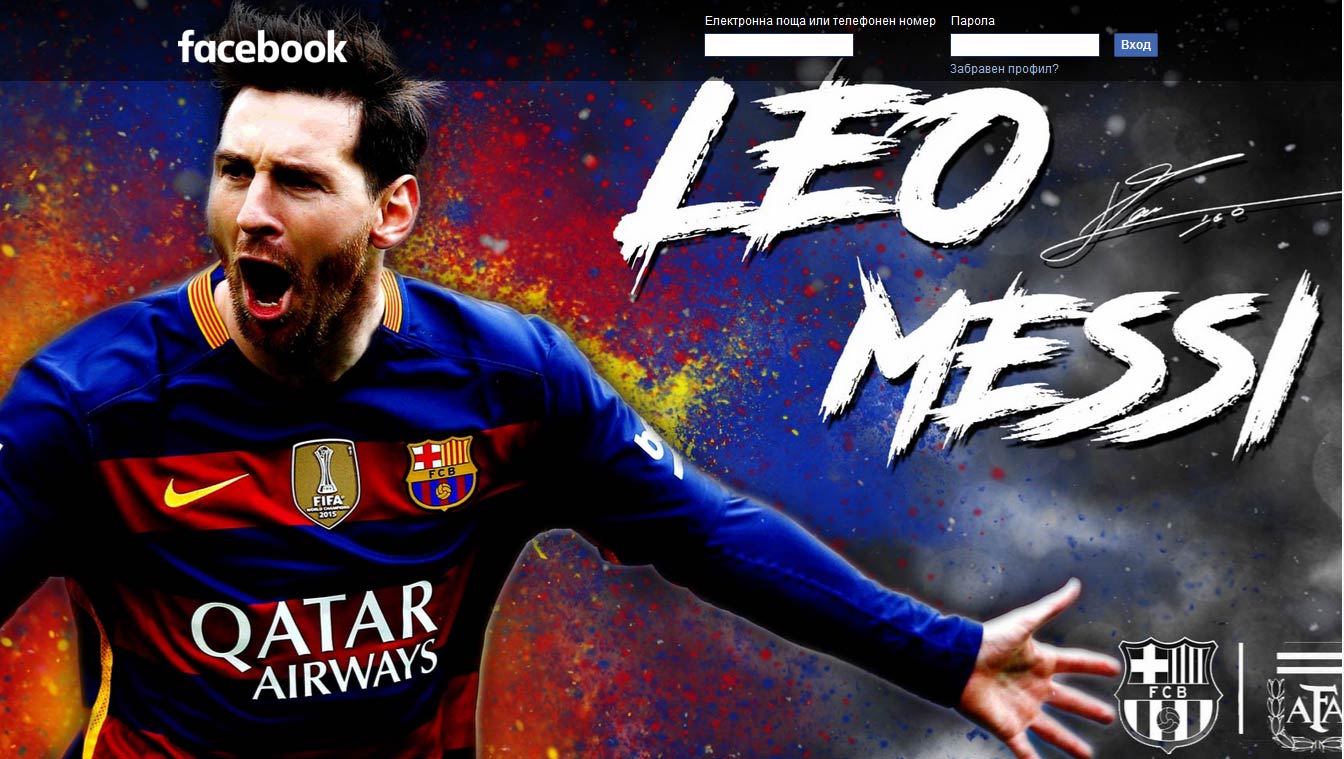 Електронна поща или телефонен номер
Парола
facebook
Вход
Забравен профил?
LEO
MESSI
Leo
FIFA
WORLD CHAMPIONS
2015
FCB
QATAR
AIRWAYS
FCB
AFA